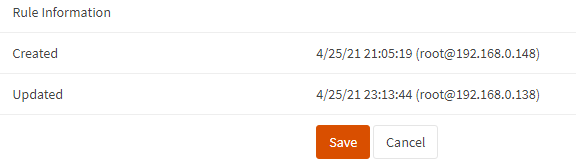 Rule Information
Created 4/25/21 21:05:19 (root@192.168.0.148)
Updated 4/25/21 23:13:44 (root@192.168.0.138)
Save Cancel